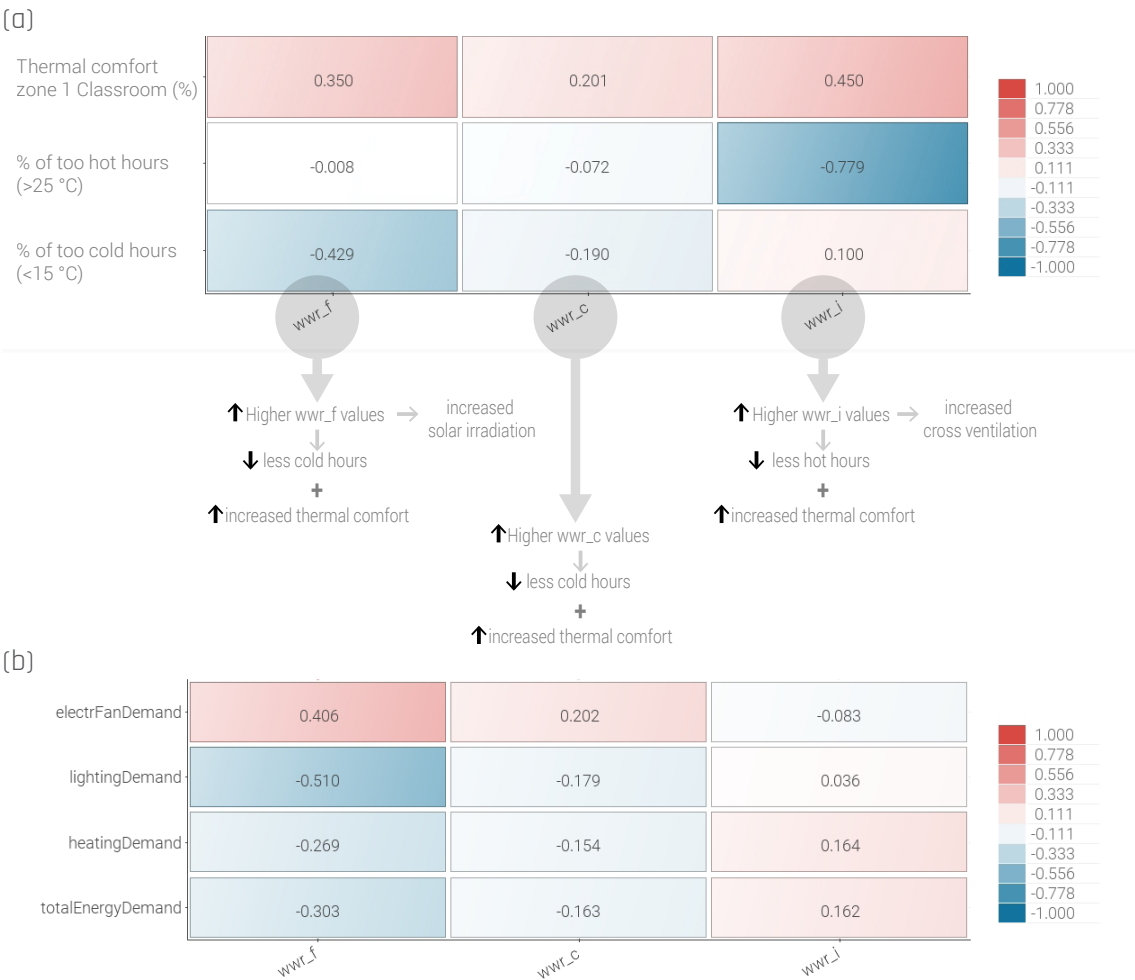 (a)
Thermal comfort
zone 1 Classroom (%)
0.350
0.201
0.450
% of too hot hours
(>25 °C)
-0.008
-0.072
-0.779
% of too cold hours
(<15 °C)
-0.429
-0.190
0.100
wwr_f
wwr_c
wwr_i
1.000
0.778
0.556
0.333
0.111
-0.111
-0.333
-0.556
-0.778
-1.000
↑ Higher wwr_f values → increased
solar irradiation
↓
↓ less cold hours
+
↑ increased thermal comfort
↑ Higher wwr_c values
↓
↓ less cold hours
+
↑ increased thermal comfort
↑ Higher wwr_i values → increased
cross ventilation
↓
↓ less hot hours
+
↑ increased thermal comfort
(b)
electrFanDemand
0.406
0.202
-0.083
lightingDemand
-0.510
-0.179
0.036
heatingDemand
-0.269
-0.154
0.164
totalEnergyDemand
-0.303
-0.163
0.162
wwr_f
wwr_c
wwr_i
1.000
0.778
0.556
0.333
0.111
-0.111
-0.333
-0.556
-0.778
-1.000